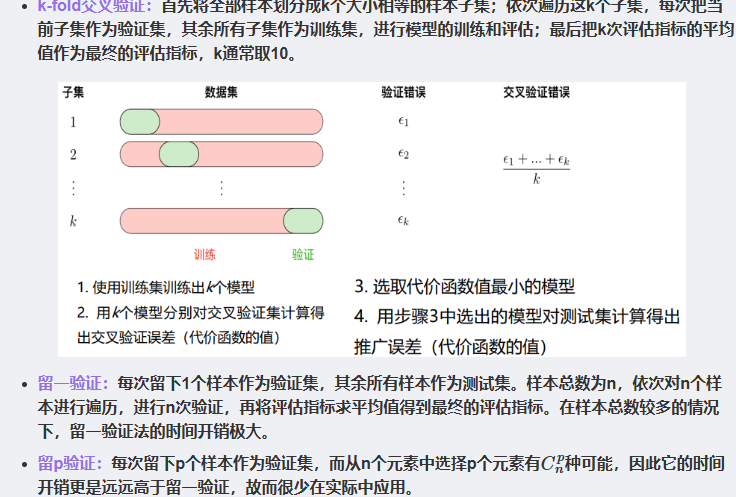 k-fold交叉验证：首先将全部样本划分成k个大小相等的样本子集；依次遍历这k个子集，每次把当
前子集作为验证集，其余所有子集作为训练集，进行模型的训练和评估；最后把k次评估指标的平均
值作为最终的评估指标，k通常取10。
子集 数据集 验证错误 交叉验证错误
1 ϵ₁
2 ϵ₂
⋮ ⋮ ⋮
(ϵ₁ + ... + ϵₖ) / k
k ϵₖ
训练 验证
1. 使用训练集训练出k个模型
2. 用k个模型分别对交叉验证集计算得
出交叉验证误差（代价函数的值）
3. 选取代价函数值最小的模型
4. 用步骤3中选出的模型对测试集计算得出
推广误差（代价函数的值）
留一验证：每次留下1个样本作为验证集，其余所有样本作为测试集。样本总数为n，依次对n个样
本进行遍历，进行n次验证，再将评估指标求平均值得到最终的评估指标。在样本总数较多的情况
下，留一验证法的时间开销极大。
留p验证：每次留下p个样本作为验证集，而从n个元素中选择p个元素有Cₙᵖ种可能，因此它的时间
开销更是远远高于留一验证，故而很少在实际中应用。